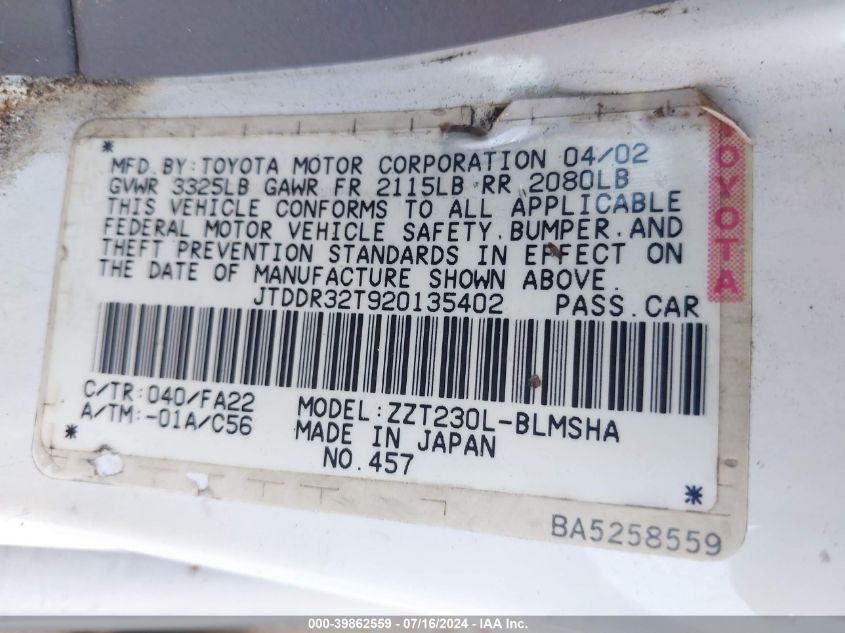 *
MFD. BY: TOYOTA MOTOR CORPORATION 04/02
GVWR 3325LB GAWR FR 2115LB RR 2080LB
THIS VEHICLE CONFORMS TO ALL APPLICABLE
FEDERAL MOTOR VEHICLE SAFETY. BUMPER. AND
THEFT PREVENTION STANDARDS IN EFFECT ON
THE DATE OF MANUFACTURE SHOWN ABOVE.
JTDDR32T920135402 PASS. CAR
TOYOTA
C/TR: 040/FA22 MODEL: ZZT230L-BLMSHA
A/TM: -01A/C56 MADE IN JAPAN
* NO. 457 *
BA5258559
000-39862559 / 07/16/2024 - IAA Inc.